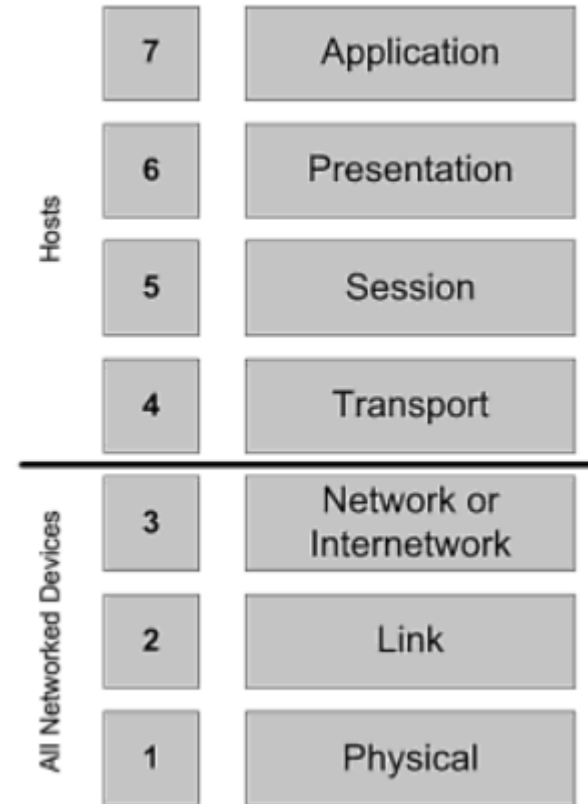 7
Application
6
Presentation
Hosts
5
Session
4
Transport
3
Network or
Internetwork
All Networked Devices
2
Link
1
Physical